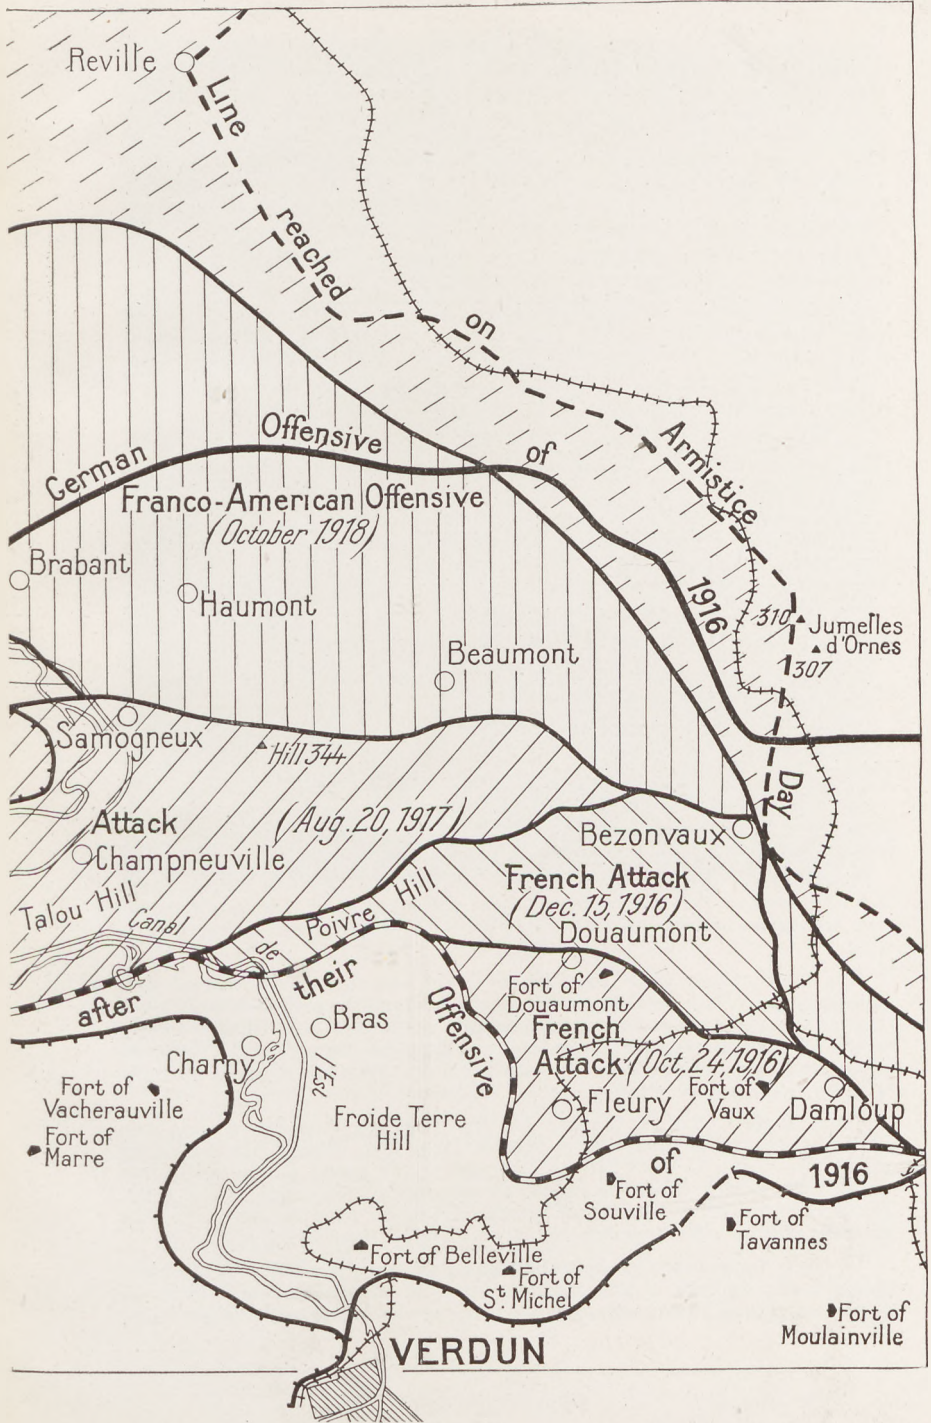 Reville
Line
reached
on
Armistice
Day
German
Offensive
of
1916
Franco-American Offensive
(October 1918)
Brabant
Haumont
Beaumont
310
Jumelles
d'Ornes
307
Samogneux
Hill 344
Attack
(Aug. 20, 1917)
Champneuville
Bezonvaux
Talou Hill
French Attack
(Dec. 15, 1916)
Canal
de
l'Est
Poivre Hill
Douaumont
Fort of
Douaumont
after
their
Offensive
of
1916
Bras
French
Attack (Oct. 24, 1916)
Charny
Fort of
Vaux
Fort of
Vacherauville
Fleury
Damloup
Froide Terre
Hill
Fort of
Marre
Fort of
Souville
Fort of
Tavannes
Fort of Belleville
Fort of
St. Michel
Fort of
Moulainville
VERDUN